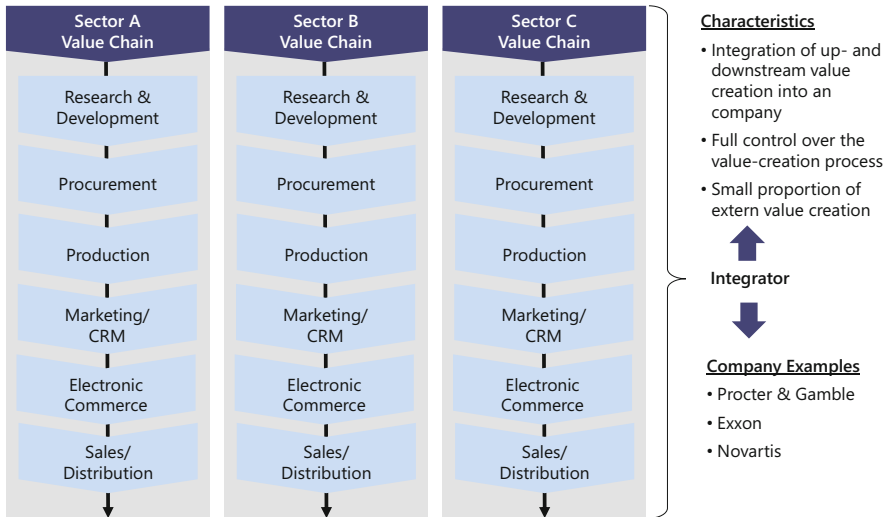 Sector A
Value Chain
Research &
Development
Procurement
Production
Marketing/
CRM
Electronic
Commerce
Sales/
Distribution
Sector B
Value Chain
Research &
Development
Procurement
Production
Marketing/
CRM
Electronic
Commerce
Sales/
Distribution
Sector C
Value Chain
Research &
Development
Procurement
Production
Marketing/
CRM
Electronic
Commerce
Sales/
Distribution
Characteristics
• Integration of up- and
downstream value
creation into an
company
• Full control over the
value-creation process
• Small proportion of
extern value creation
Integrator
Company Examples
• Procter & Gamble
• Exxon
• Novartis